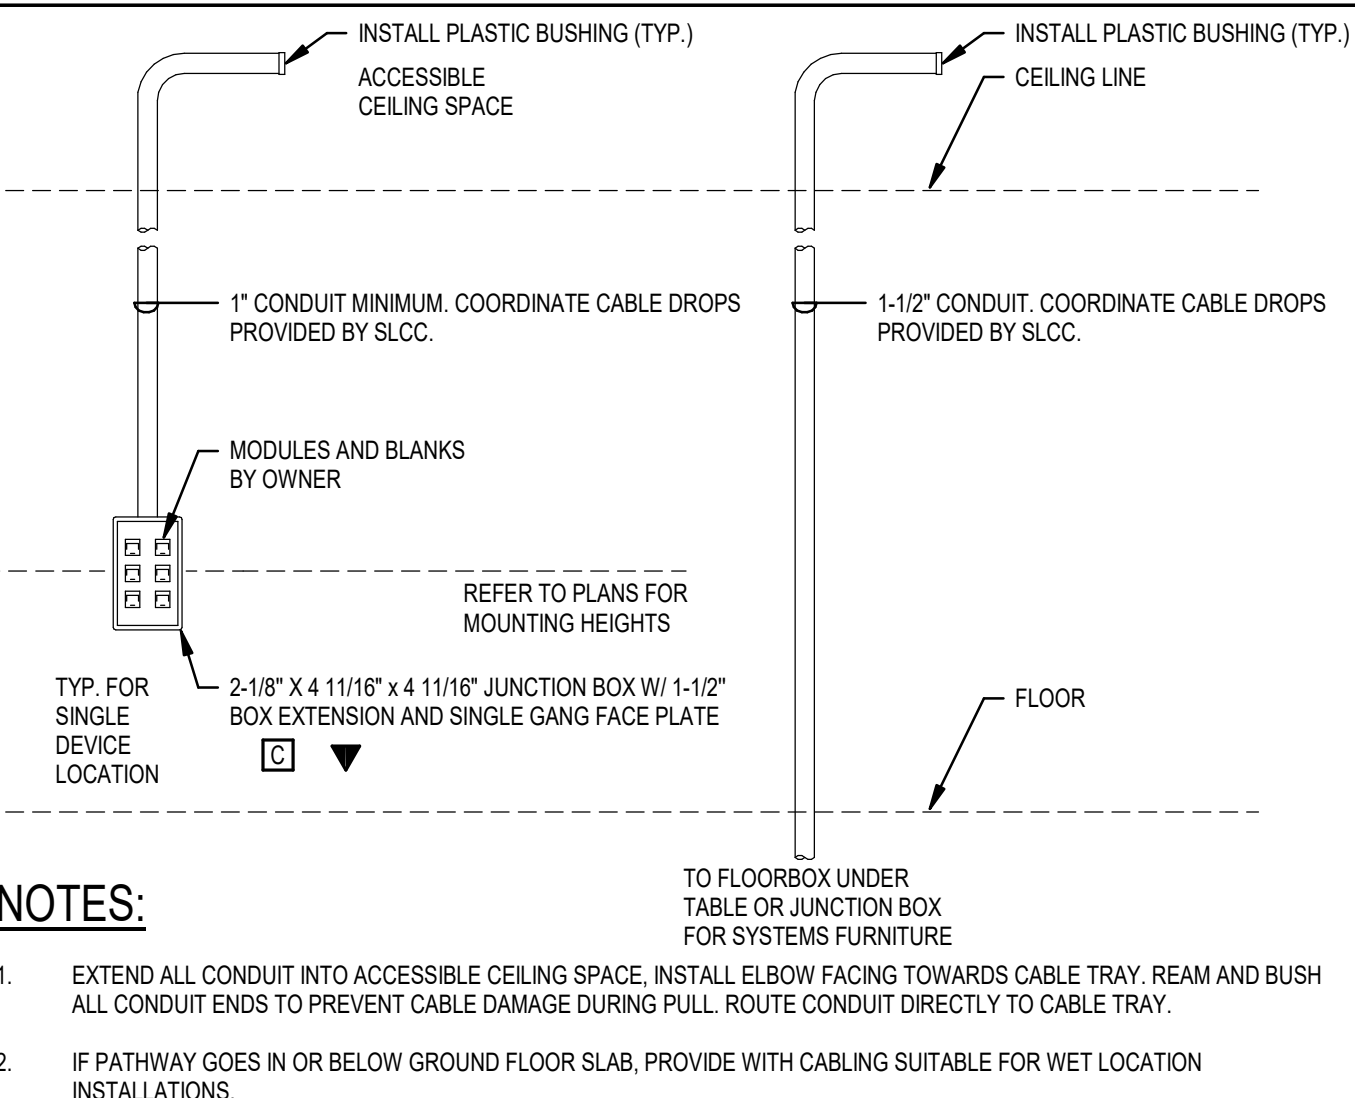 INSTALL PLASTIC BUSHING (TYP.)
ACCESSIBLE
CEILING SPACE
INSTALL PLASTIC BUSHING (TYP.)
CEILING LINE
1" CONDUIT MINIMUM. COORDINATE CABLE DROPS
PROVIDED BY SLCC.
1-1/2" CONDUIT. COORDINATE CABLE DROPS
PROVIDED BY SLCC.
MODULES AND BLANKS
BY OWNER
REFER TO PLANS FOR
MOUNTING HEIGHTS
TYP. FOR
SINGLE
DEVICE
LOCATION
2-1/8" X 4 11/16" x 4 11/16" JUNCTION BOX W/ 1-1/2"
BOX EXTENSION AND SINGLE GANG FACE PLATE
C
FLOOR
TO FLOORBOX UNDER
TABLE OR JUNCTION BOX
FOR SYSTEMS FURNITURE
NOTES:
1. EXTEND ALL CONDUIT INTO ACCESSIBLE CEILING SPACE, INSTALL ELBOW FACING TOWARDS CABLE TRAY. REAM AND BUSH
ALL CONDUIT ENDS TO PREVENT CABLE DAMAGE DURING PULL. ROUTE CONDUIT DIRECTLY TO CABLE TRAY.
2. IF PATHWAY GOES IN OR BELOW GROUND FLOOR SLAB, PROVIDE WITH CABLING SUITABLE FOR WET LOCATION
INSTALLATIONS.